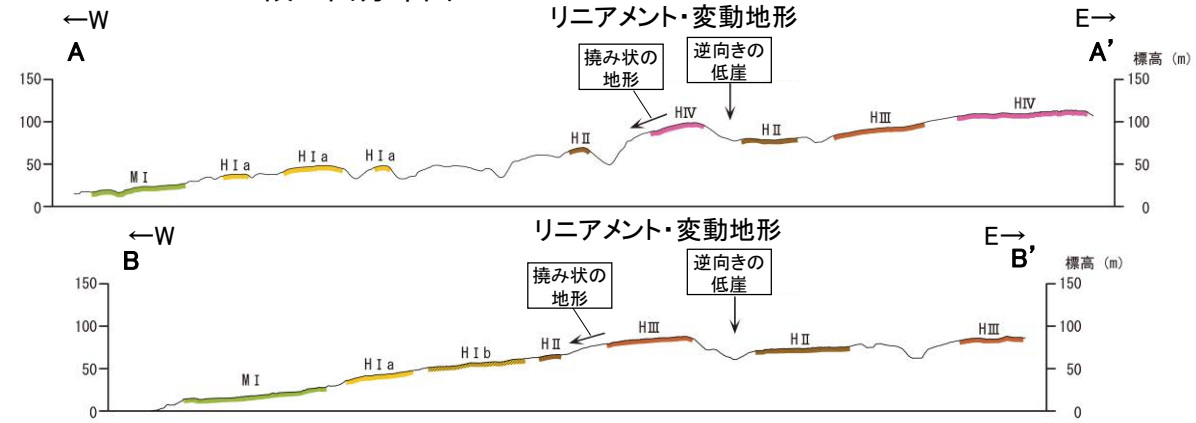 ←W
リニアメント・変動地形
E→
A
A’
標高 (m)
撓み状の
地形
逆向きの
低崖
150
100
50
0
MⅠ
HⅠa
HⅠa
HⅠa
HⅡ
HⅣ
HⅡ
HⅢ
HⅣ
150
100
50
0
←W
リニアメント・変動地形
E→
B
B’
標高 (m)
撓み状の
地形
逆向きの
低崖
150
100
50
0
MⅠ
HⅠa
HⅠb
HⅡ
HⅢ
HⅡ
HⅢ
150
100
50
0